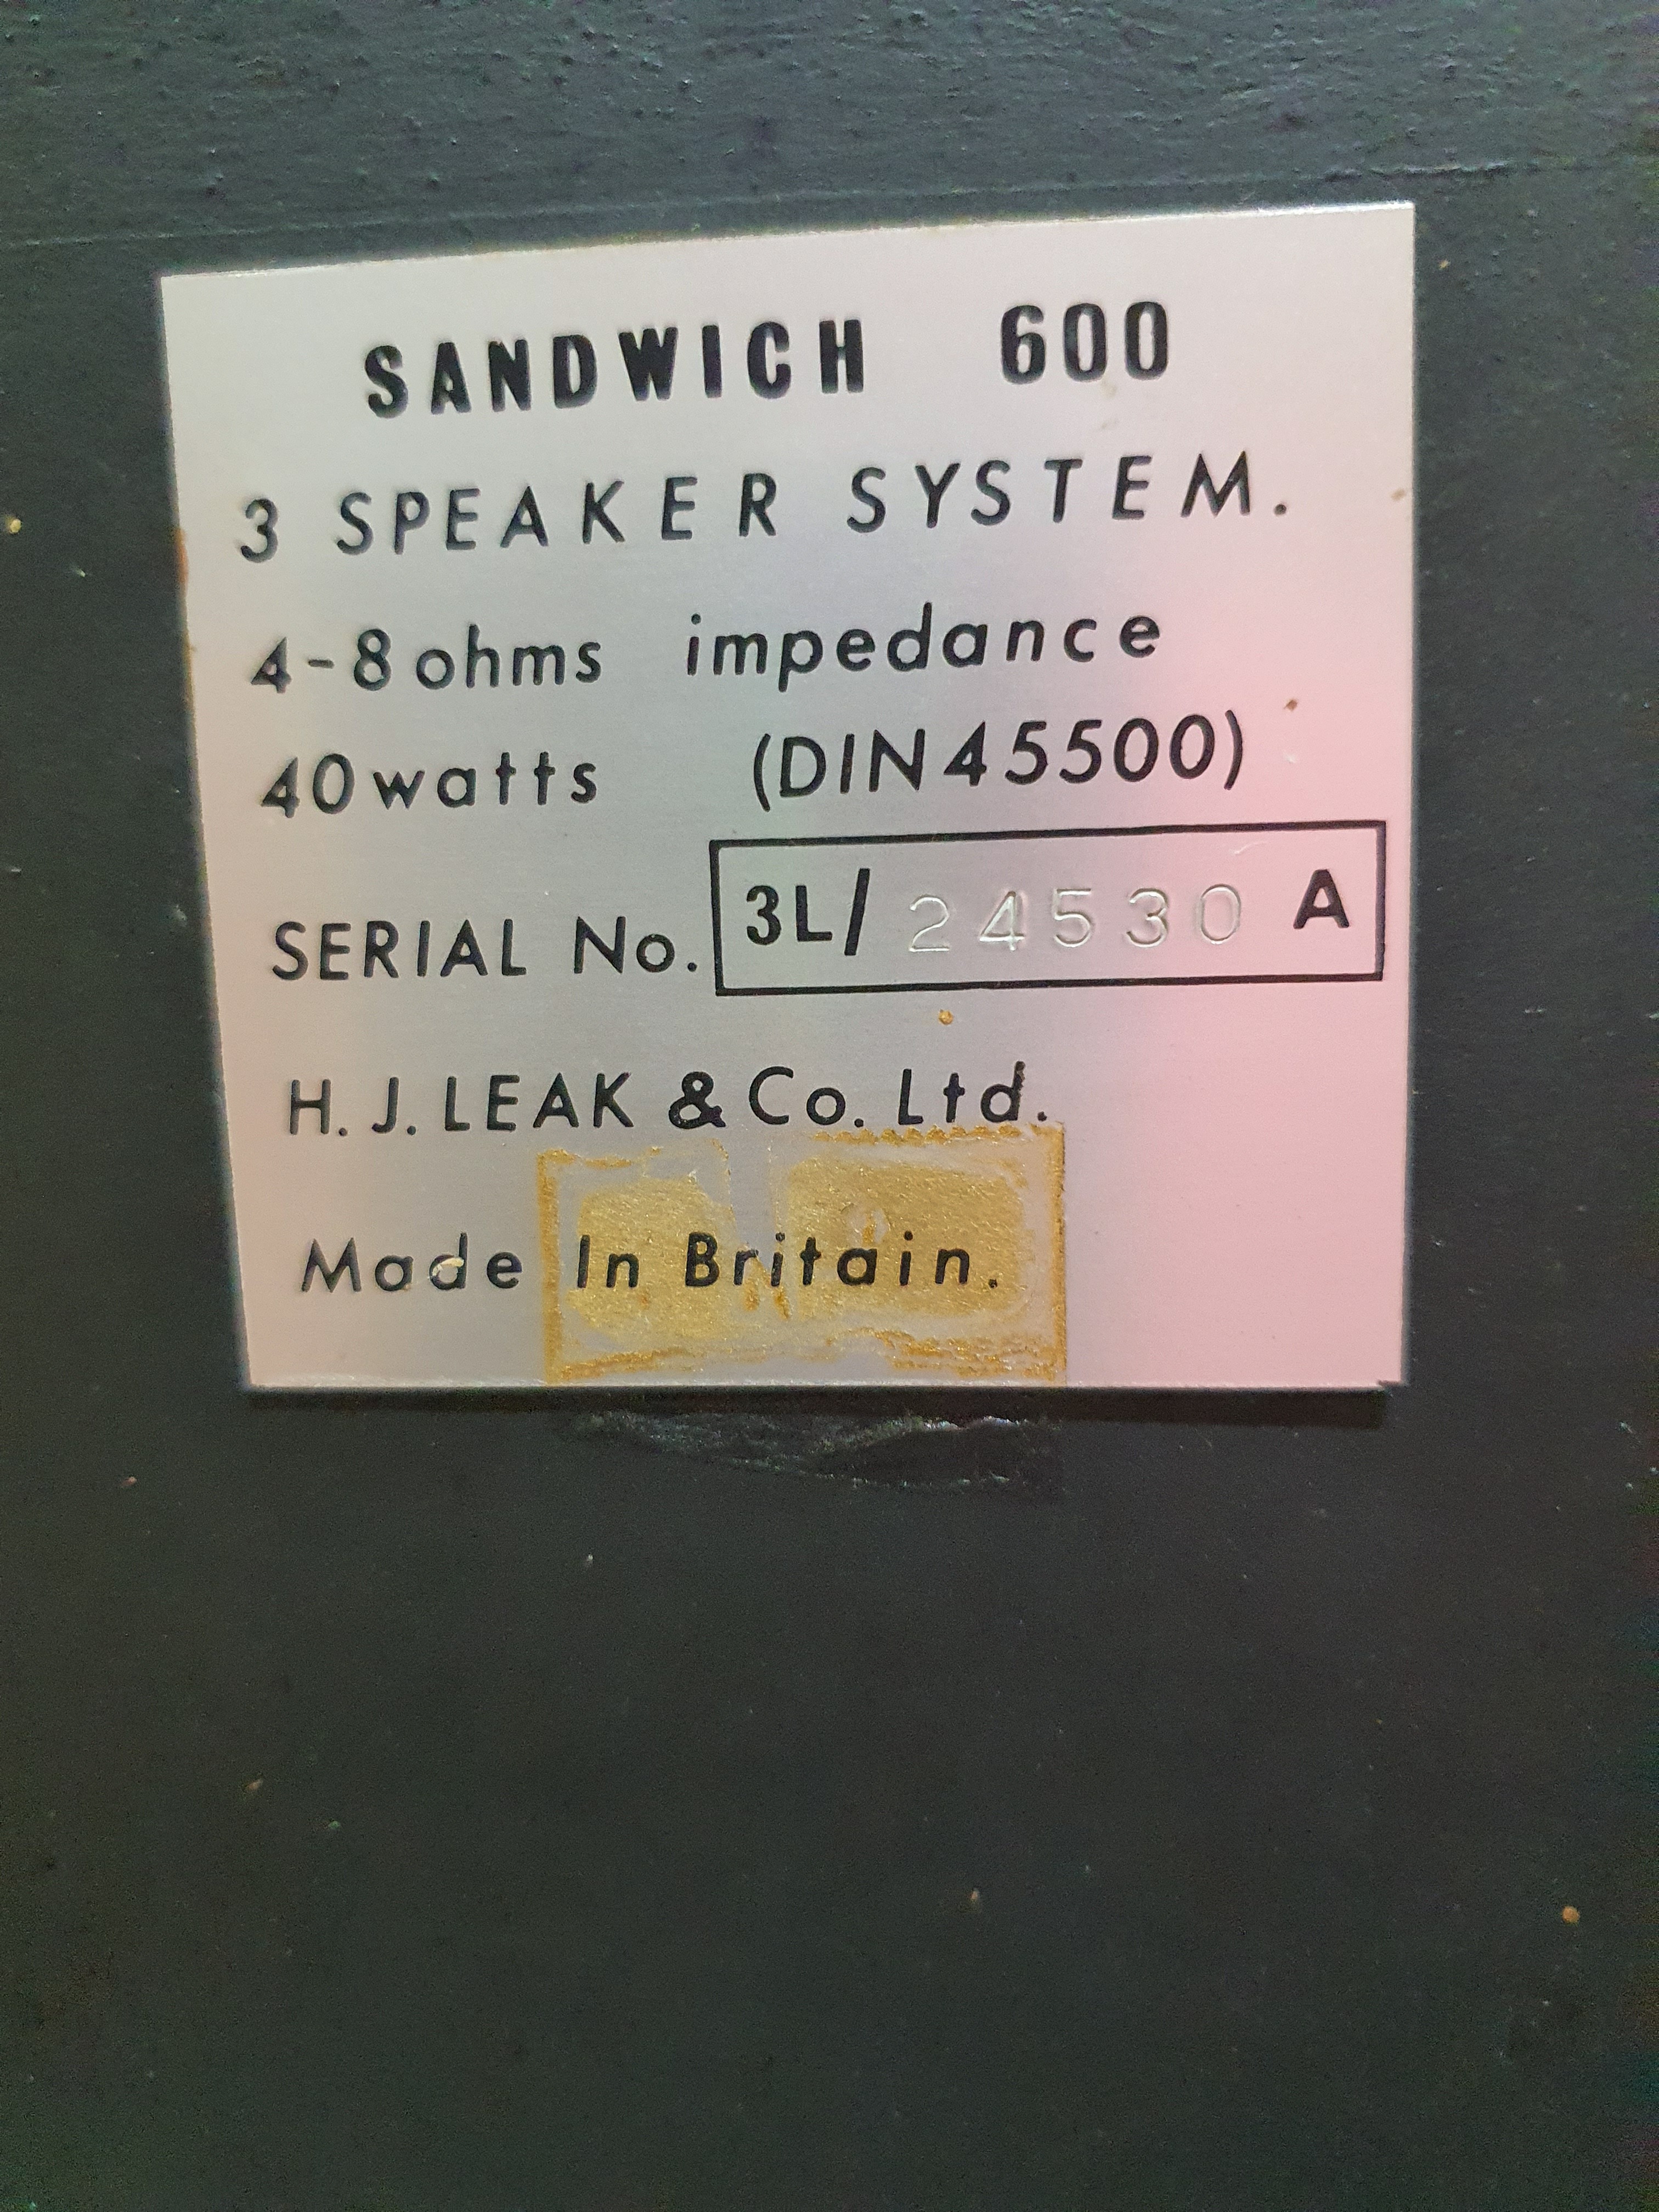 SANDWICH 600
3 SPEAKER SYSTEM.
4-8 ohms impedance
40 watts (DIN 45500)
SERIAL No. 3L/ 24530 A
H. J. LEAK & Co. Ltd.
Made In Britain.